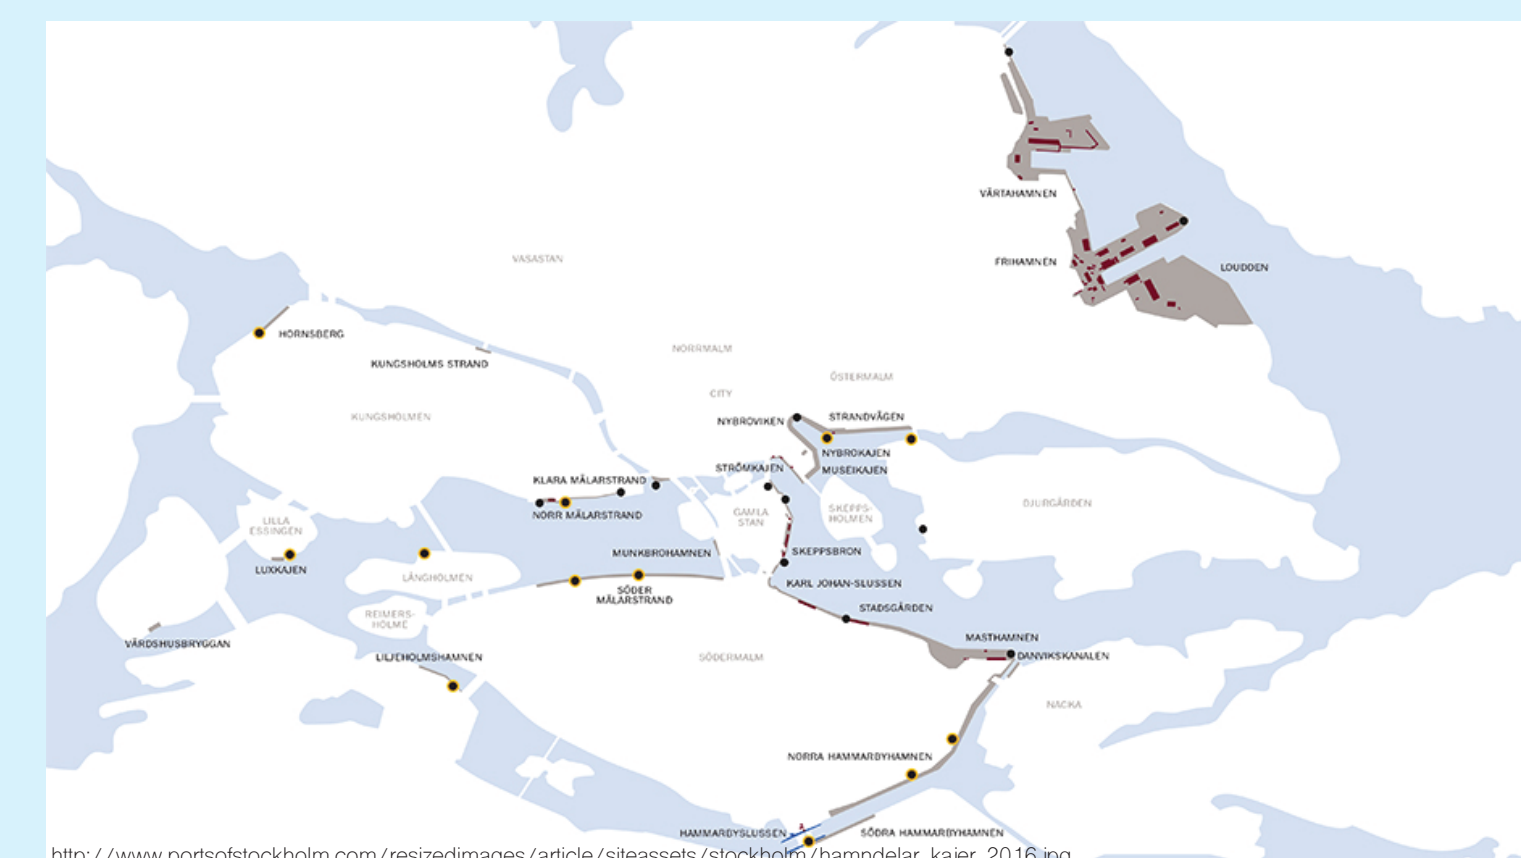 VÄRTAHAMNEN
VASASTAN
FRIHAMNEN
LOUDDEN
HORNSBERG
KUNGSHOLMS STRAND
NORRMALM
ÖSTERMALM
CITY
KUNGSHOLMEN
NYBROVIKEN
STRANDVÄGEN
NYBROKAJEN
STRÖMKAJEN
MUSEIKAJEN
KLARA MÄLARSTRAND
NORR MÄLARSTRAND
DJURGÅRDEN
GAMLA
STAN
SKEPPS-
HOLMEN
LILLA
ESSINGEN
MUNKBROHAMNEN
SKEPPSBRON
LUXKAJEN
LÅNGHOLMEN
KARL JOHAN-SLUSSEN
SÖDER
MÄLARSTRAND
STADSGÅRDEN
REIMERS-
HOLME
VÄRDSHUSBRYGGAN
MASTHAMNEN
LILJEHOLMSHAMNEN
SÖDERMALM
DANVIKSKANALEN
NACKA
NORRA HAMMARBYHAMNEN
HAMMARBYSLUSSEN
SÖDRA HAMMARBYHAMNEN
http://www.portsofstockholm.com/resizedimages/article/siteassets/stockholm/hamndelar_kajer_2016.jpg